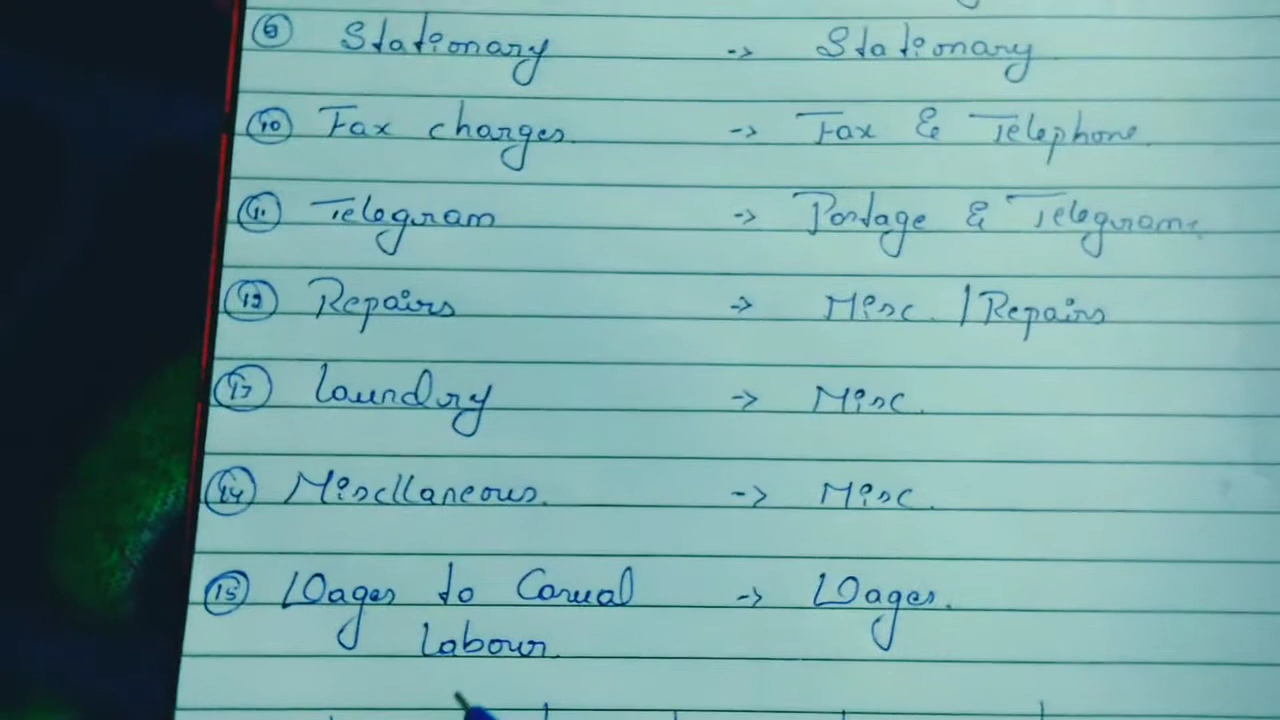 9 Stationary -> Stationary
10 Fax charges. -> Fax & Telephone.
11. Telegram -> Postage & Telegram.
12 Repairs -> Misc. / Repairs
13 Laundry -> Misc.
14 Miscllaneous. -> Misc.
15 Wages to Casual -> Wages.
Labour.